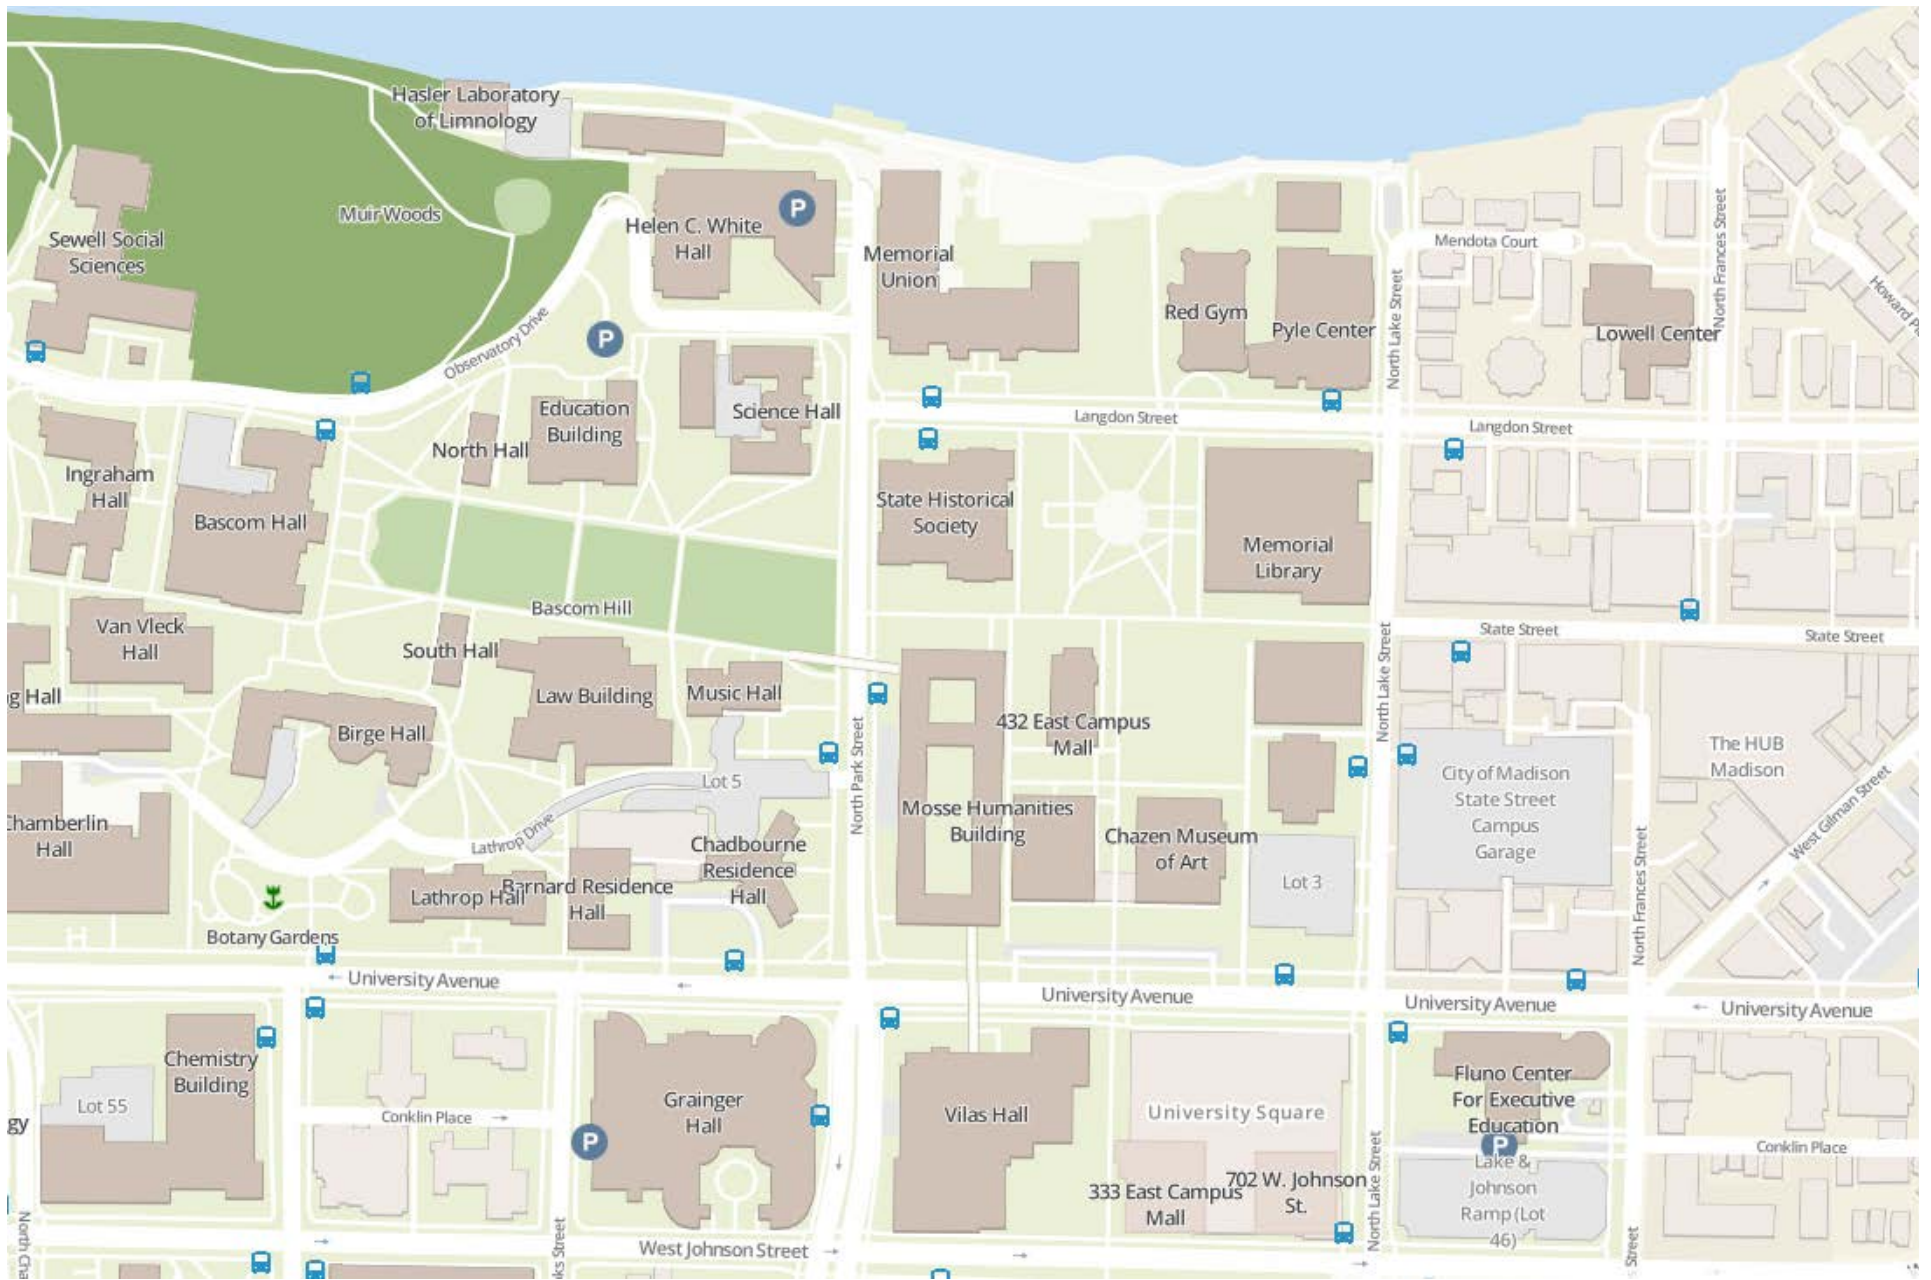 Hasler Laboratory
of Limnology
Muir Woods
Sewell Social
Sciences
Helen C. White
Hall
P
Memorial
Union
Mendota Court
North Frances Street
Howard P
Red Gym
Pyle Center
North Lake Street
Lowell Center
P
Observatory Drive
Education
Building
Science Hall
North Hall
Langdon Street
Langdon Street
Ingraham
Hall
Bascom Hall
State Historical
Society
Memorial
Library
Bascom Hill
Van Vleck
Hall
State Street
State Street
South Hall
Law Building
Music Hall
g Hall
Birge Hall
North Park Street
432 East Campus
Mall
North Lake Street
The HUB
Madison
City of Madison
State Street
Campus
Garage
Lot 5
Chamberlin
Hall
Lathrop Drive
Mosse Humanities
Building
Chazen Museum
of Art
West Gilman Street
Chadbourne
Residence
Hall
Lot 3
Lathrop Hall
Barnard Residence
Hall
North Frances Street
Botany Gardens
← University Avenue
←
University Avenue
University Avenue
← University Avenue
Chemistry
Building
Lot 55
gy
Conklin Place →
Grainger
Hall
P
Vilas Hall
University Square
Fluno Center
For Executive
Education
P
Conklin Place
Lake &
Johnson
Ramp (Lot
46)
333 East Campus
Mall
702 W. Johnson
St.
North Lake Street
North Cha
ks Street
West Johnson Street →
Street